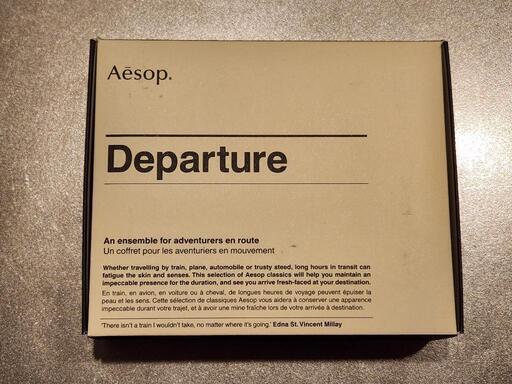 Aēsop.
Departure
An ensemble for adventurers en route
Un coffret pour les aventuriers en mouvement
Whether travelling by train, plane, automobile or trusty steed, long hours in transit can
fatigue the skin and senses. This selection of Aesop classics will help you maintain an
impeccable presence for the duration, and see you arrive fresh-faced at your destination.
En train, en avion, en voiture ou à cheval, de longues heures de voyage peuvent épuiser la
peau et les sens. Cette sélection de classiques Aesop vous aidera à conserver une apparence
impeccable durant votre trajet, et à avoir une mine fraîche lors de votre arrivée à destination.
'There isn't a train I wouldn't take, no matter where it's going.' Edna St. Vincent Millay